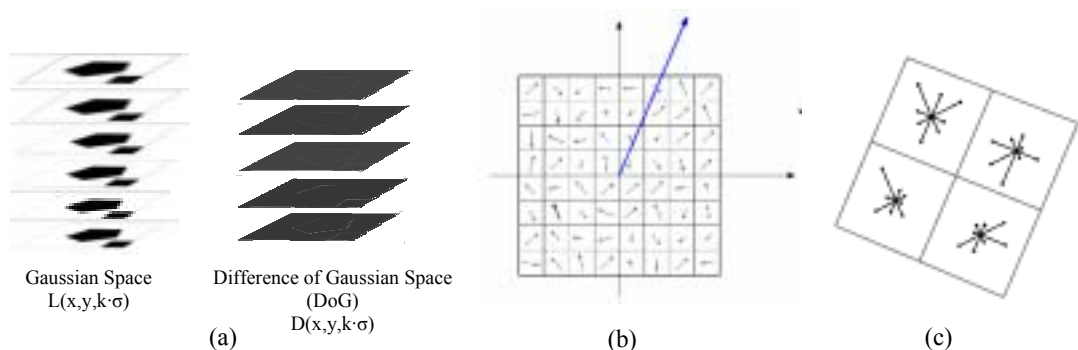 Gaussian Space
L(x,y,k·σ)
Difference of Gaussian Space
(DoG)
D(x,y,k·σ)
(a)
(b)
(c)